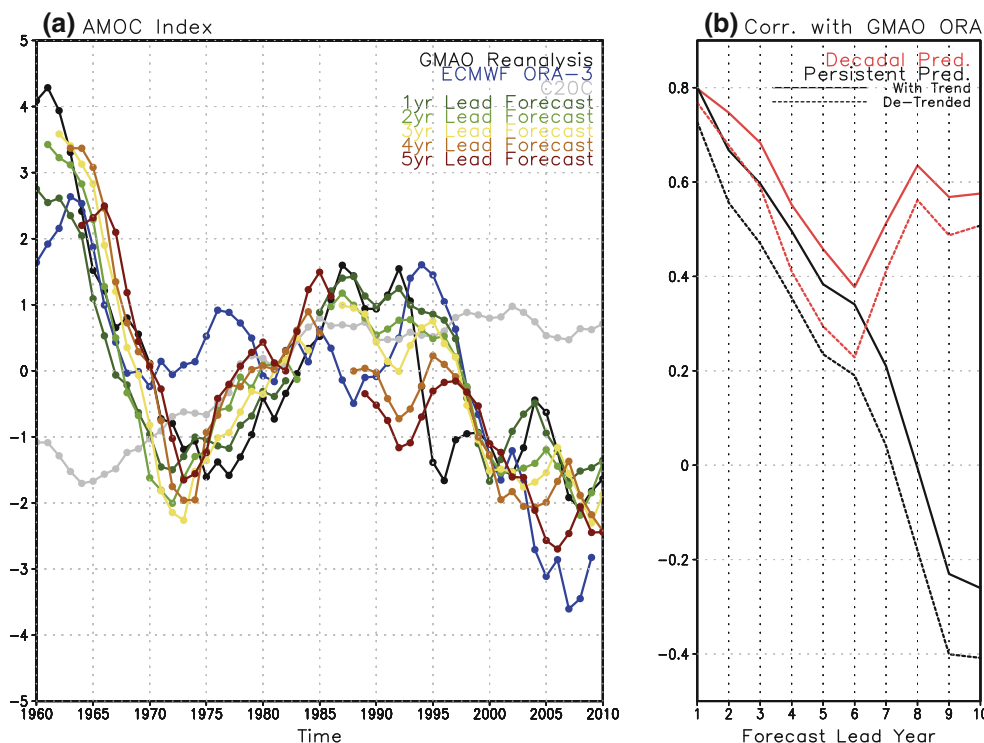 (a) AMOC Index
GMAO Reanalysis
ECMWF ORA-3
C20C
1yr Lead Forecast
2yr Lead Forecast
3yr Lead Forecast
4yr Lead Forecast
5yr Lead Forecast
5
4
3
2
1
0
-1
-2
-3
-4
-5
1960 1965 1970 1975 1980 1985 1990 1995 2000 2005 2010
Time
(b) Corr. with GMAO ORA
Decadal Pred.
Persistent Pred.
With Trend
De-Trended
0.8
0.6
0.4
0.2
0
-0.2
-0.4
1 2 3 4 5 6 7 8 9 10
Forecast Lead Year